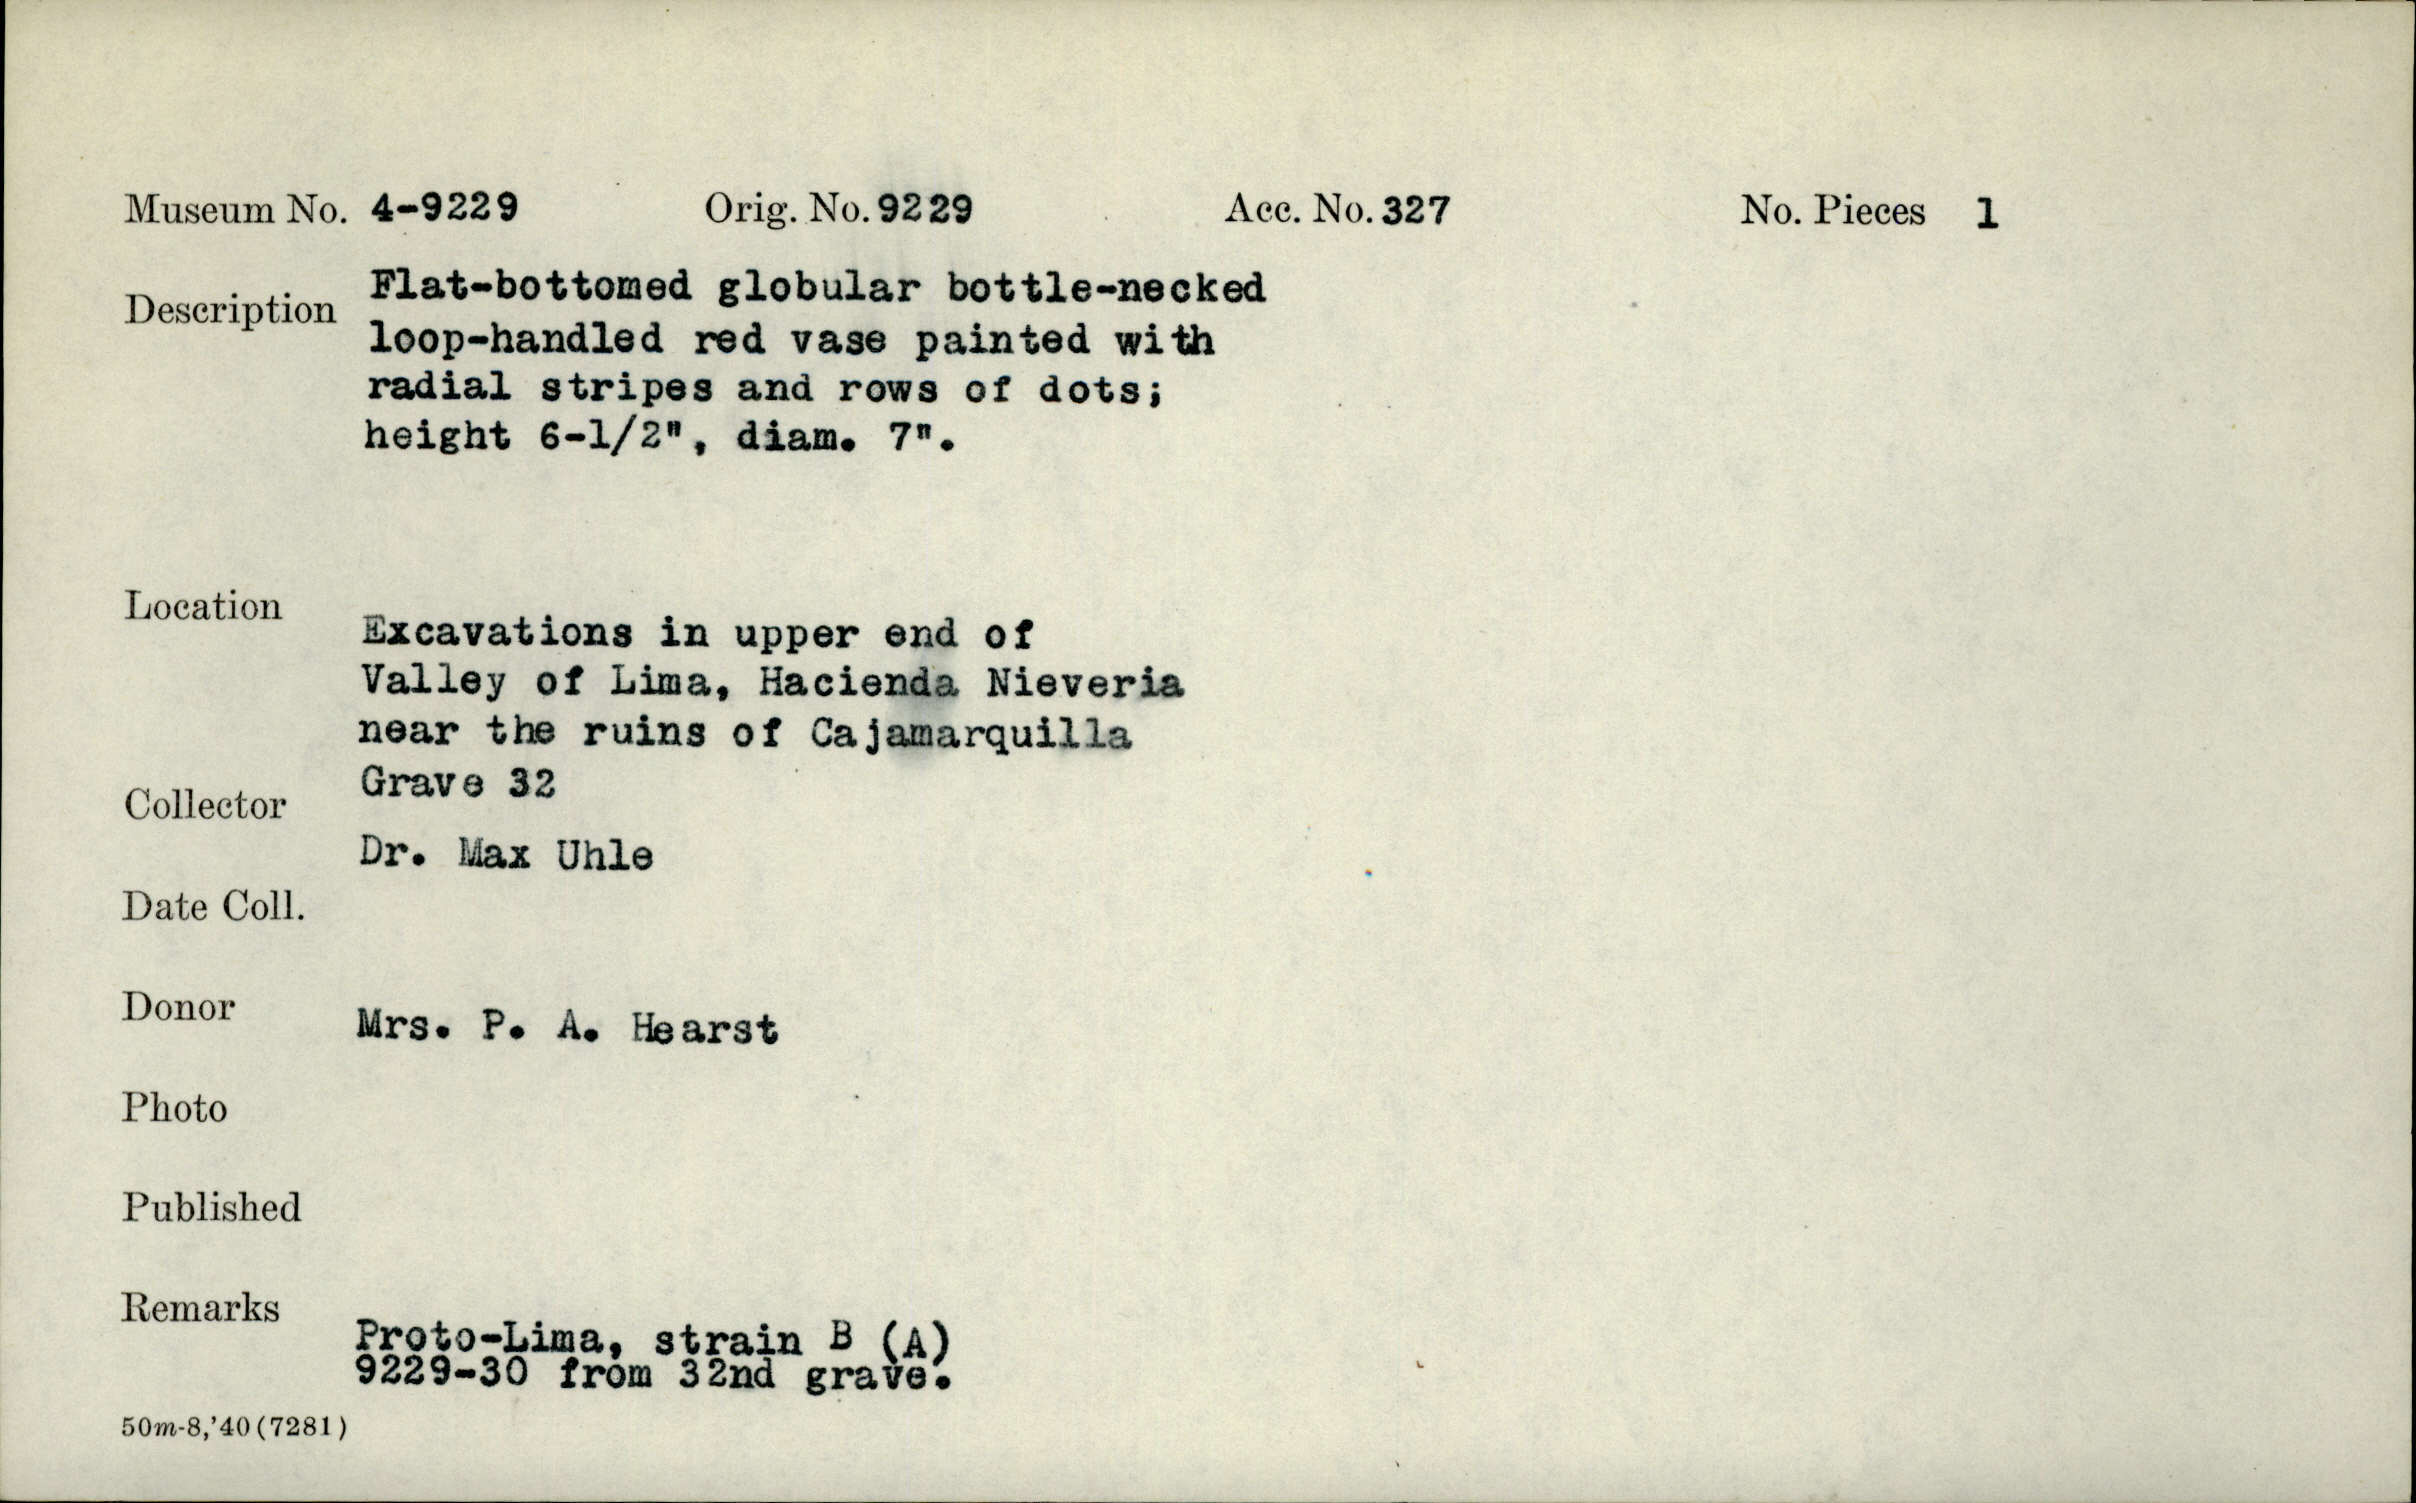 Museum No. 4-9229 Orig. No. 9229 Acc. No. 327 No. Pieces 1
Description Flat-bottomed globular bottle-necked
loop-handled red vase painted with
radial stripes and rows of dots;
height 6-1/2", diam. 7".
Location
Excavations in upper end of
Valley of Lima, Hacienda Nieveria
near the ruins of Cajamarquilla
Grave 32
Collector
Dr. Max Uhle
Date Coll.
Donor Mrs. P. A. Hearst
Photo
Published
Remarks
Proto-Lima, strain B (A)
9229-30 from 32nd grave.
50m-8,'40(7281)